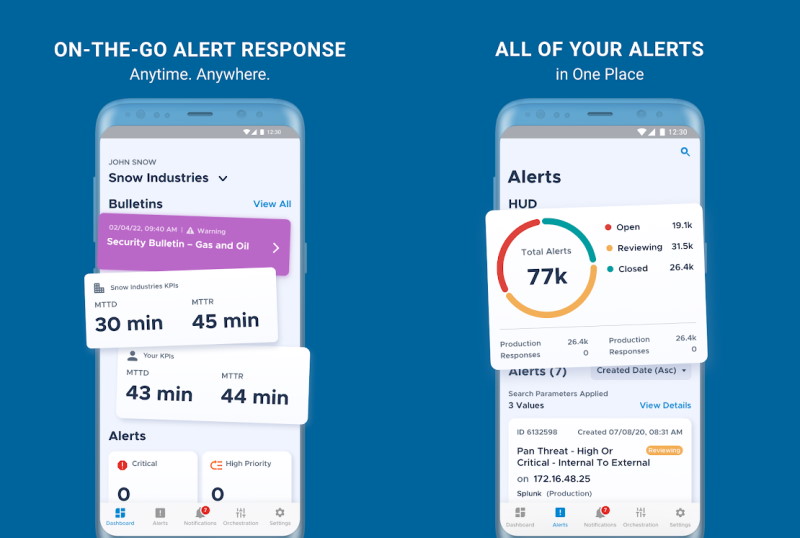 ON-THE-GO ALERT RESPONSE
Anytime. Anywhere.
12:30
JOHN SNOW
Snow Industries
Bulletins
View All
02/04/22, 09:40 AM | Warning
Security Bulletin – Gas and Oil
Snow Industries KPIs
MTTD
MTTR
30 min
45 min
Your KPIs
MTTD
MTTR
43 min
44 min
Alerts
Critical
High Priority
0
0
7
Dashboard
Alerts
Notifications
Orchestration
Settings
ALL OF YOUR ALERTS
in One Place
12:30
Alerts
HUD
Total Alerts
77k
Open 19.1k
Reviewing 31.5k
Closed 26.4k
Production 26.4k
Responses 0
Production 26.4k
Responses 0
Alerts (7)
Created Date (Asc)
Search Parameters Applied
3 Values
View Details
ID 6132598
Created 07/08/20, 08:31 AM
Pan Threat - High Or
Critical - Internal To External
Reviewing
on 172.16.48.25
Splunk (Production)
7
Dashboard
Alerts
Notifications
Orchestration
Settings